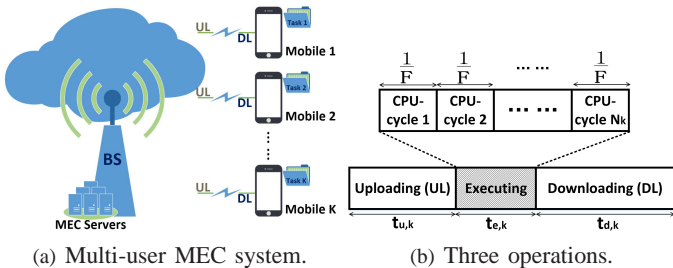 UL DL Task 1
Mobile 1
UL DL Task 2
Mobile 2
UL DL Task K
Mobile K
BS
MEC Servers
(a) Multi-user MEC system.
1/F 1/F ... ... 1/F
CPU-cycle 1 CPU-cycle 2 ... ... CPU-cycle Nk
Uploading (UL) Executing Downloading (DL)
tu,k te,k td,k
(b) Three operations.